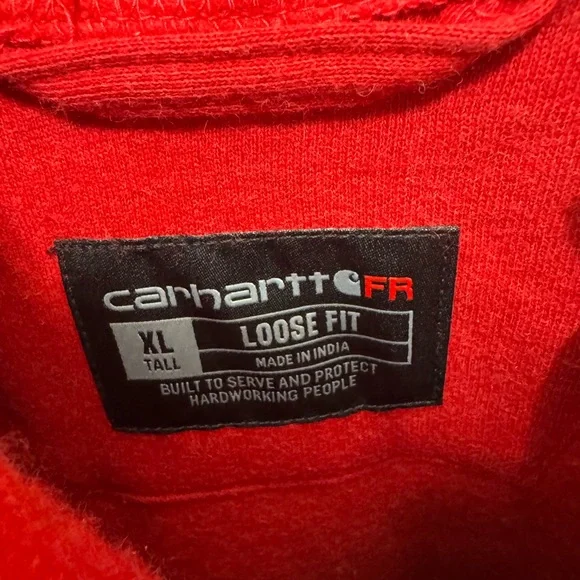 carhartt FR
XL
TALL
LOOSE FIT
MADE IN INDIA
BUILT TO SERVE AND PROTECT
HARDWORKING PEOPLE